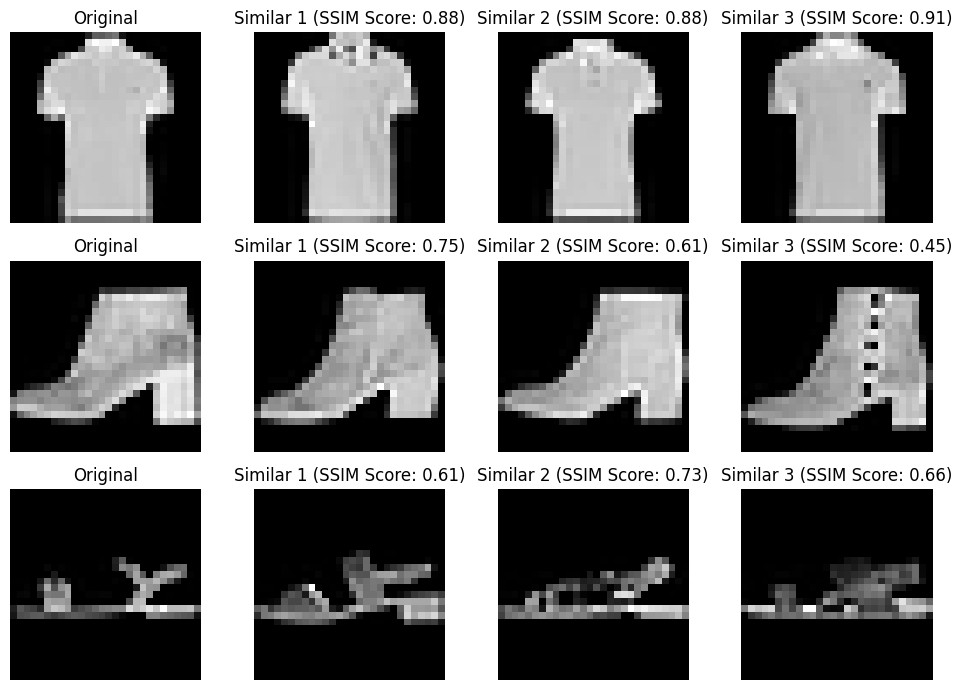 Original
Similar 1 (SSIM Score: 0.88)
Similar 2 (SSIM Score: 0.88)
Similar 3 (SSIM Score: 0.91)
Original
Similar 1 (SSIM Score: 0.75)
Similar 2 (SSIM Score: 0.61)
Similar 3 (SSIM Score: 0.45)
Original
Similar 1 (SSIM Score: 0.61)
Similar 2 (SSIM Score: 0.73)
Similar 3 (SSIM Score: 0.66)